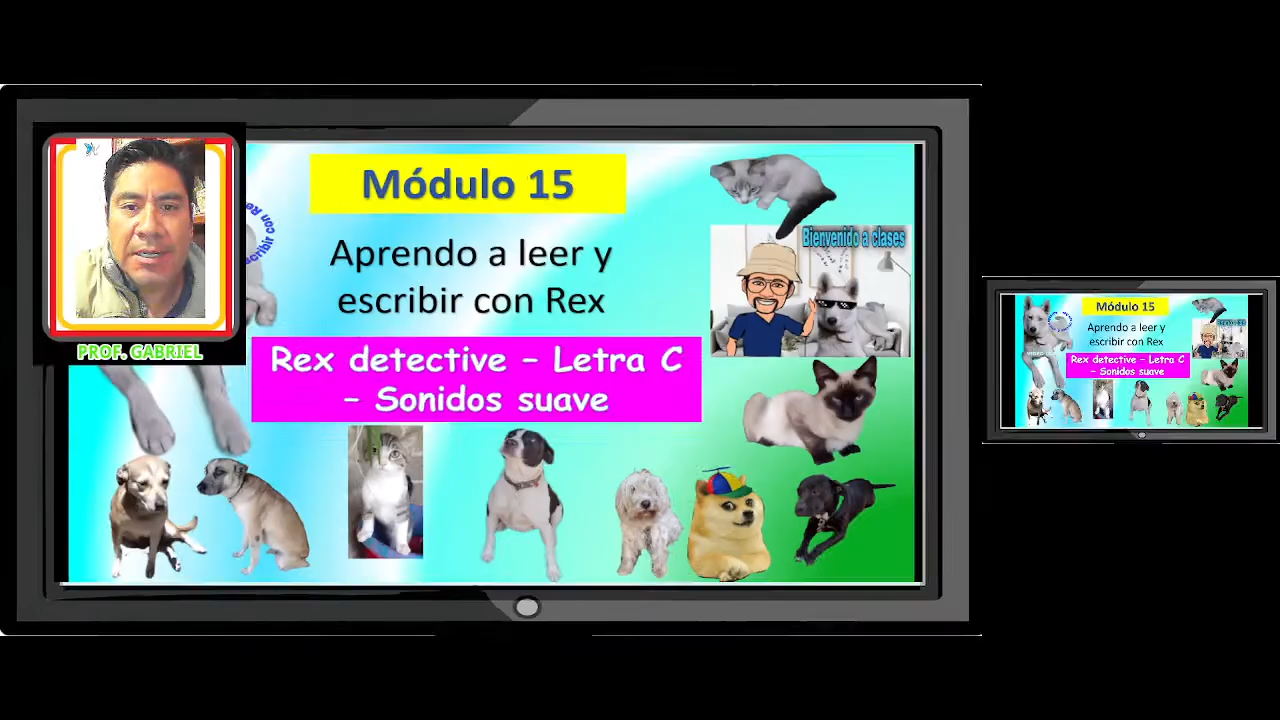 Módulo 15
Aprendo a leer y
escribir con Rex
Rex detective – Letra C
– Sonidos suave
Bienvenido a clases
PROF. GABRIEL
Módulo 15
Aprendo a leer y
escribir con Rex
Rex detective – Letra C
– Sonidos suave